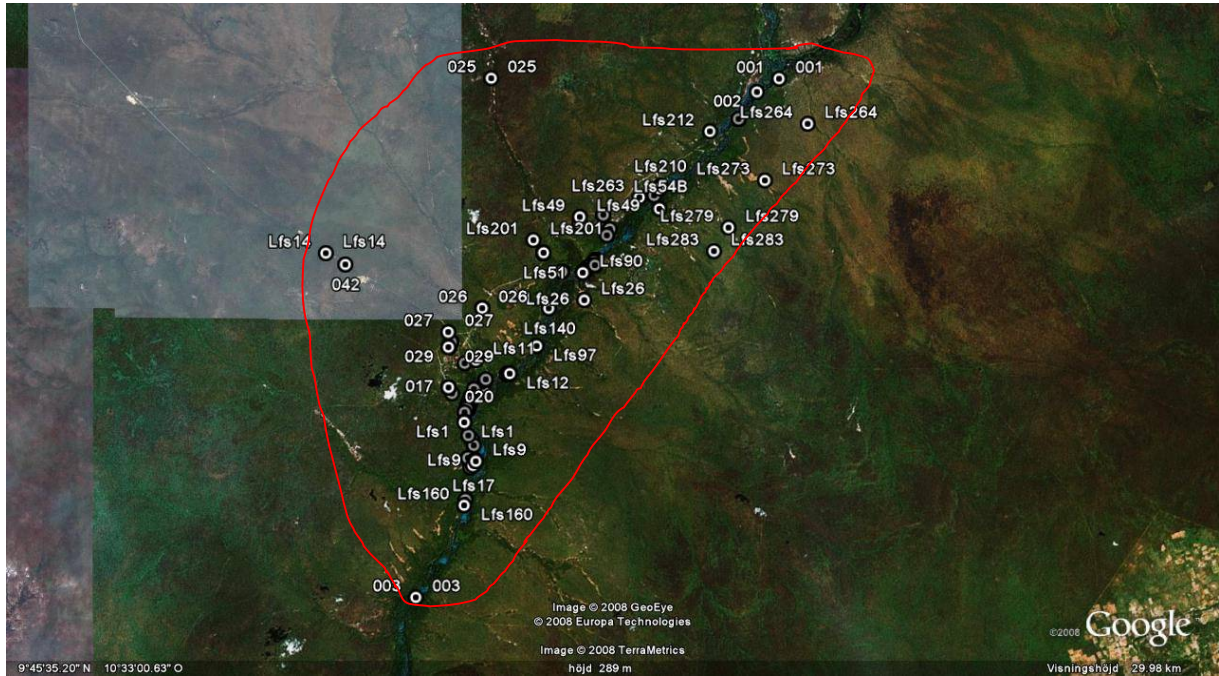 025 025
001 001
002
Lfs264 Lfs264
Lfs212
Lfs210
Lfs273 Lfs273
Lfs263 Lfs54B
Lfs49 Lfs49
Lfs279 Lfs279
Lfs201 Lfs201
Lfs283 Lfs283
Lfs14 Lfs14
Lfs90
Lfs51
042
026 026
Lfs26 Lfs26
027 027
Lfs140
029 029
Lfs11
Lfs97
017
Lfs12
020
Lfs1 Lfs1
Lfs9 Lfs9
Lfs17
Lfs160
Lfs160
003 003
Image © 2008 GeoEye
© 2008 Europa Technologies
©2008 Google
Image © 2008 TerraMetrics
9°45'35.20" N 10°33'00.63" O
höjd 289 m
Visningshöjd 29.98 km